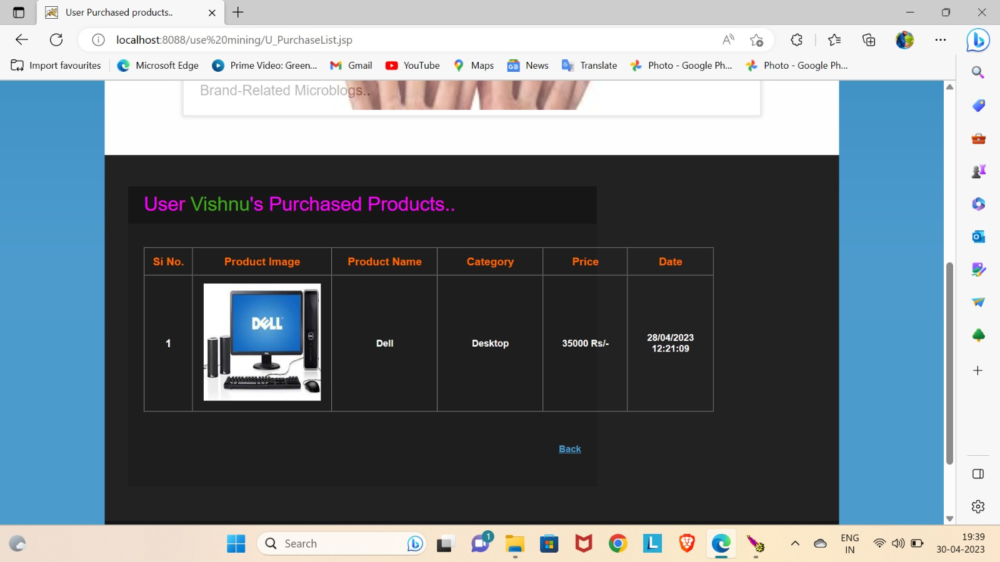 User Purchased products..
localhost:8088/use%20mining/U_PurchaseList.jsp
Import favourites
Microsoft Edge
Prime Video: Green...
Gmail
YouTube
Maps
News
Translate
Photo - Google Ph...
Photo - Google Ph...
Brand-Related Microblogs..
User Vishnu's Purchased Products..
Si No. Product Image Product Name Category Price Date
DELL
1 Dell Desktop 35000 Rs/- 28/04/2023
12:21:09
Back
Search
1
L
ENG
IN
19:39
30-04-2023